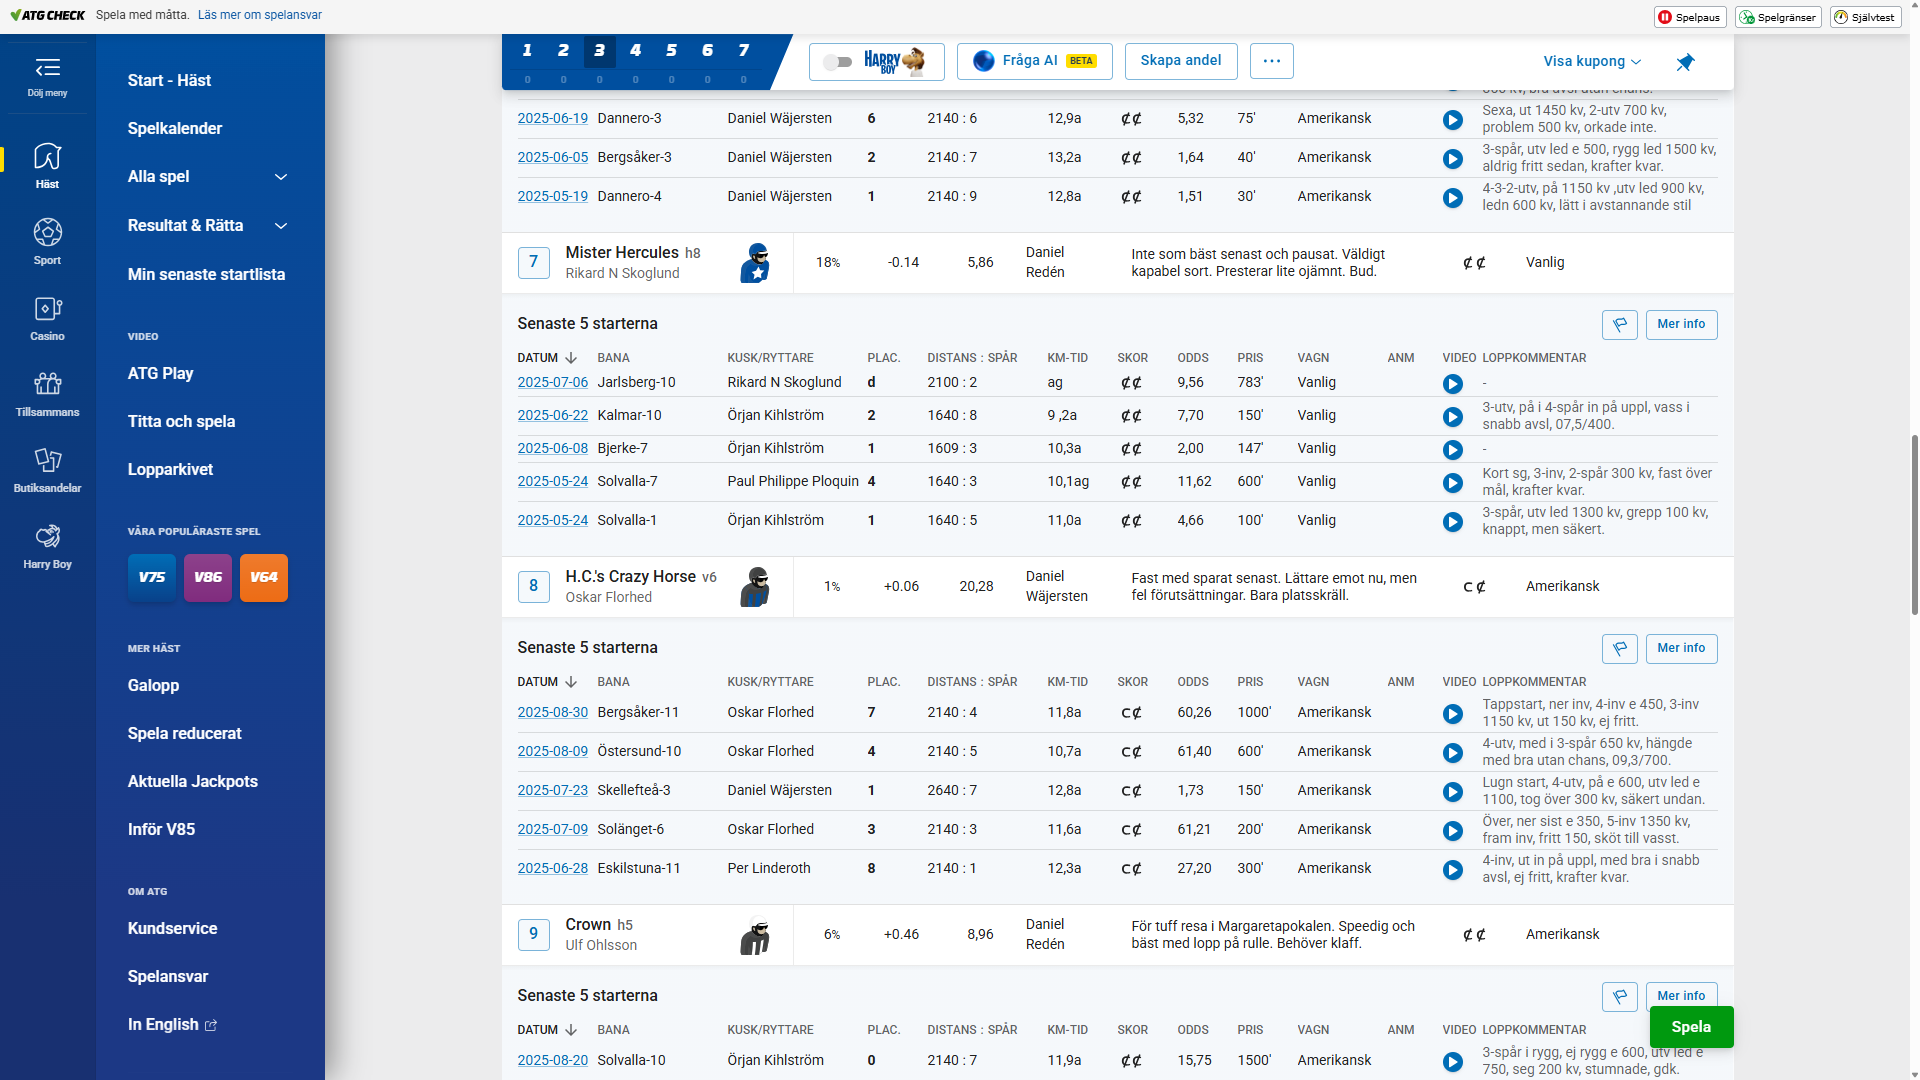 ATG CHECK Spela med måtta. Läs mer om spelansvar
Spelpaus Spelgränser Självtest
Dölj meny
Häst
Sport
Casino
Tillsammans
Butiksandelar
Harry Boy
Start - Häst
Spelkalender
Alla spel
Resultat & Rätta
Min senaste startlista
VIDEO
ATG Play
Titta och spela
Lopparkivet
VÅRA POPULÄRASTE SPEL
V75 V86 V64
MER HÄST
Galopp
Spela reducerat
Aktuella Jackpots
Inför V85
OM ATG
Kundservice
Spelansvar
In English
1 2 3 4 5 6 7
0 0 0 0 0 0 0
HARRY BOY Fråga AI BETA Skapa andel ... Visa kupong
2025-06-19 Dannero-3 Daniel Wäjersten 6 2140 : 6 12,9a ₵₵ 5,32 75' Amerikansk Sexa, ut 1450 kv, 2-utv 700 kv,
problem 500 kv, orkade inte.
2025-06-05 Bergsåker-3 Daniel Wäjersten 2 2140 : 7 13,2a ₵₵ 1,64 40' Amerikansk 3-spår, utv led e 500, rygg led 1500 kv,
aldrig fritt sedan, krafter kvar.
2025-05-19 Dannero-4 Daniel Wäjersten 1 2140 : 9 12,8a ₵₵ 1,51 30' Amerikansk 4-3-2-utv, på 1150 kv ,utv led 900 kv,
ledn 600 kv, lätt i avstannande stil
7 Mister Hercules h8 18% -0.14 5,86 Daniel Redén Inte som bäst senast och pausat. Väldigt ₵₵ Vanlig
Rikard N Skoglund kapabel sort. Presterar lite ojämnt. Bud.
Senaste 5 starterna Mer info
DATUM BANA KUSK/RYTTARE PLAC. DISTANS : SPÅR KM-TID SKOR ODDS PRIS VAGN ANM VIDEO LOPPKOMMENTAR
2025-07-06 Jarlsberg-10 Rikard N Skoglund d 2100 : 2 ag ₵₵ 9,56 783' Vanlig -
2025-06-22 Kalmar-10 Örjan Kihlström 2 1640 : 8 9 ,2a ₵₵ 7,70 150' Vanlig 3-utv, på i 4-spår in på uppl, vass i
snabb avsl, 07,5/400.
2025-06-08 Bjerke-7 Örjan Kihlström 1 1609 : 3 10,3a ₵₵ 2,00 147' Vanlig -
2025-05-24 Solvalla-7 Paul Philippe Ploquin 4 1640 : 3 10,1ag ₵₵ 11,62 600' Vanlig Kort sg, 3-inv, 2-spår 300 kv, fast över
mål, krafter kvar.
2025-05-24 Solvalla-1 Örjan Kihlström 1 1640 : 5 11,0a ₵₵ 4,66 100' Vanlig 3-spår, utv led 1300 kv, grepp 100 kv,
knappt, men säkert.
8 H.C.'s Crazy Horse v6 1% +0.06 20,28 Daniel Wäjersten Fast med sparat senast. Lättare emot nu, men C₵ Amerikansk
Oskar Florhed fel förutsättningar. Bara platsskräll.
Senaste 5 starterna Mer info
DATUM BANA KUSK/RYTTARE PLAC. DISTANS : SPÅR KM-TID SKOR ODDS PRIS VAGN ANM VIDEO LOPPKOMMENTAR
2025-08-30 Bergsåker-11 Oskar Florhed 7 2140 : 4 11,8a C₵ 60,26 1000' Amerikansk Tappstart, ner inv, 4-inv e 450, 3-inv
1150 kv, ut 150 kv, ej fritt.
2025-08-09 Östersund-10 Oskar Florhed 4 2140 : 5 10,7a C₵ 61,40 600' Amerikansk 4-utv, med i 3-spår 650 kv, hängde
med bra utan chans, 09,3/700.
2025-07-23 Skellefteå-3 Daniel Wäjersten 1 2640 : 7 12,8a C₵ 1,73 150' Amerikansk Lugn start, 4-utv, på e 600, utv led e
1100, tog över 300 kv, säkert undan.
2025-07-09 Solänget-6 Oskar Florhed 3 2140 : 3 11,6a C₵ 61,21 200' Amerikansk Över, ner sist e 350, 5-inv 1350 kv,
fram inv, fritt 150, sköt till vasst.
2025-06-28 Eskilstuna-11 Per Linderoth 8 2140 : 1 12,3a C₵ 27,20 300' Amerikansk 4-inv, ut in på uppl, med bra i snabb
avsl, ej fritt, krafter kvar.
9 Crown h5 6% +0.46 8,96 Daniel Redén För tuff resa i Margaretapokalen. Speedig och ₵₵ Amerikansk
Ulf Ohlsson bäst med lopp på rulle. Behöver klaff.
Senaste 5 starterna Mer info
Spela
DATUM BANA KUSK/RYTTARE PLAC. DISTANS : SPÅR KM-TID SKOR ODDS PRIS VAGN ANM VIDEO LOPPKOMMENTAR
2025-08-20 Solvalla-10 Örjan Kihlström 0 2140 : 7 11,9a ₵₵ 15,75 1500' Amerikansk 3-spår i rygg, ej rygg e 600, utv led e
750, seg 200 kv, stumnade, gdk.